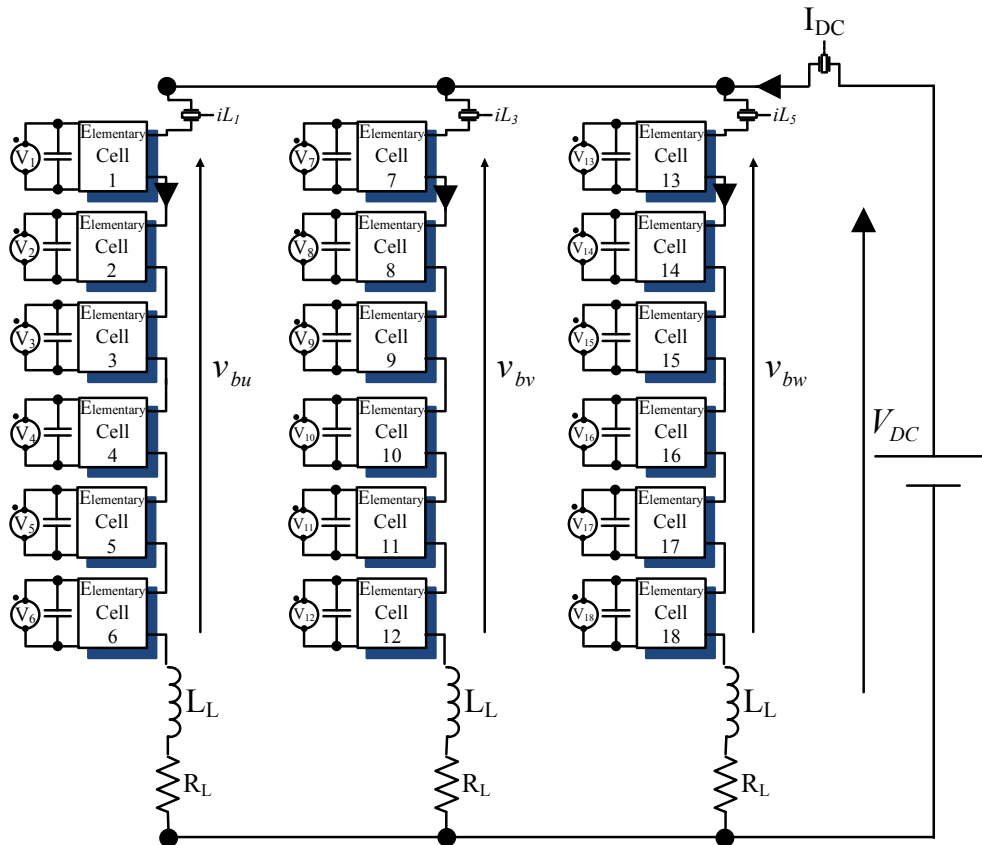 I_DC
iL_1
iL_3
iL_5
V_1
Elementary
Cell
1
V_7
Elementary
Cell
7
V_13
Elementary
Cell
13
V_2
Elementary
Cell
2
V_8
Elementary
Cell
8
V_14
Elementary
Cell
14
V_3
Elementary
Cell
3
V_9
Elementary
Cell
9
V_15
Elementary
Cell
15
v_bu
v_bv
v_bw
V_4
Elementary
Cell
4
V_10
Elementary
Cell
10
V_16
Elementary
Cell
16
V_DC
V_5
Elementary
Cell
5
V_11
Elementary
Cell
11
V_17
Elementary
Cell
17
V_6
Elementary
Cell
6
V_12
Elementary
Cell
12
V_18
Elementary
Cell
18
L_L
L_L
L_L
R_L
R_L
R_L